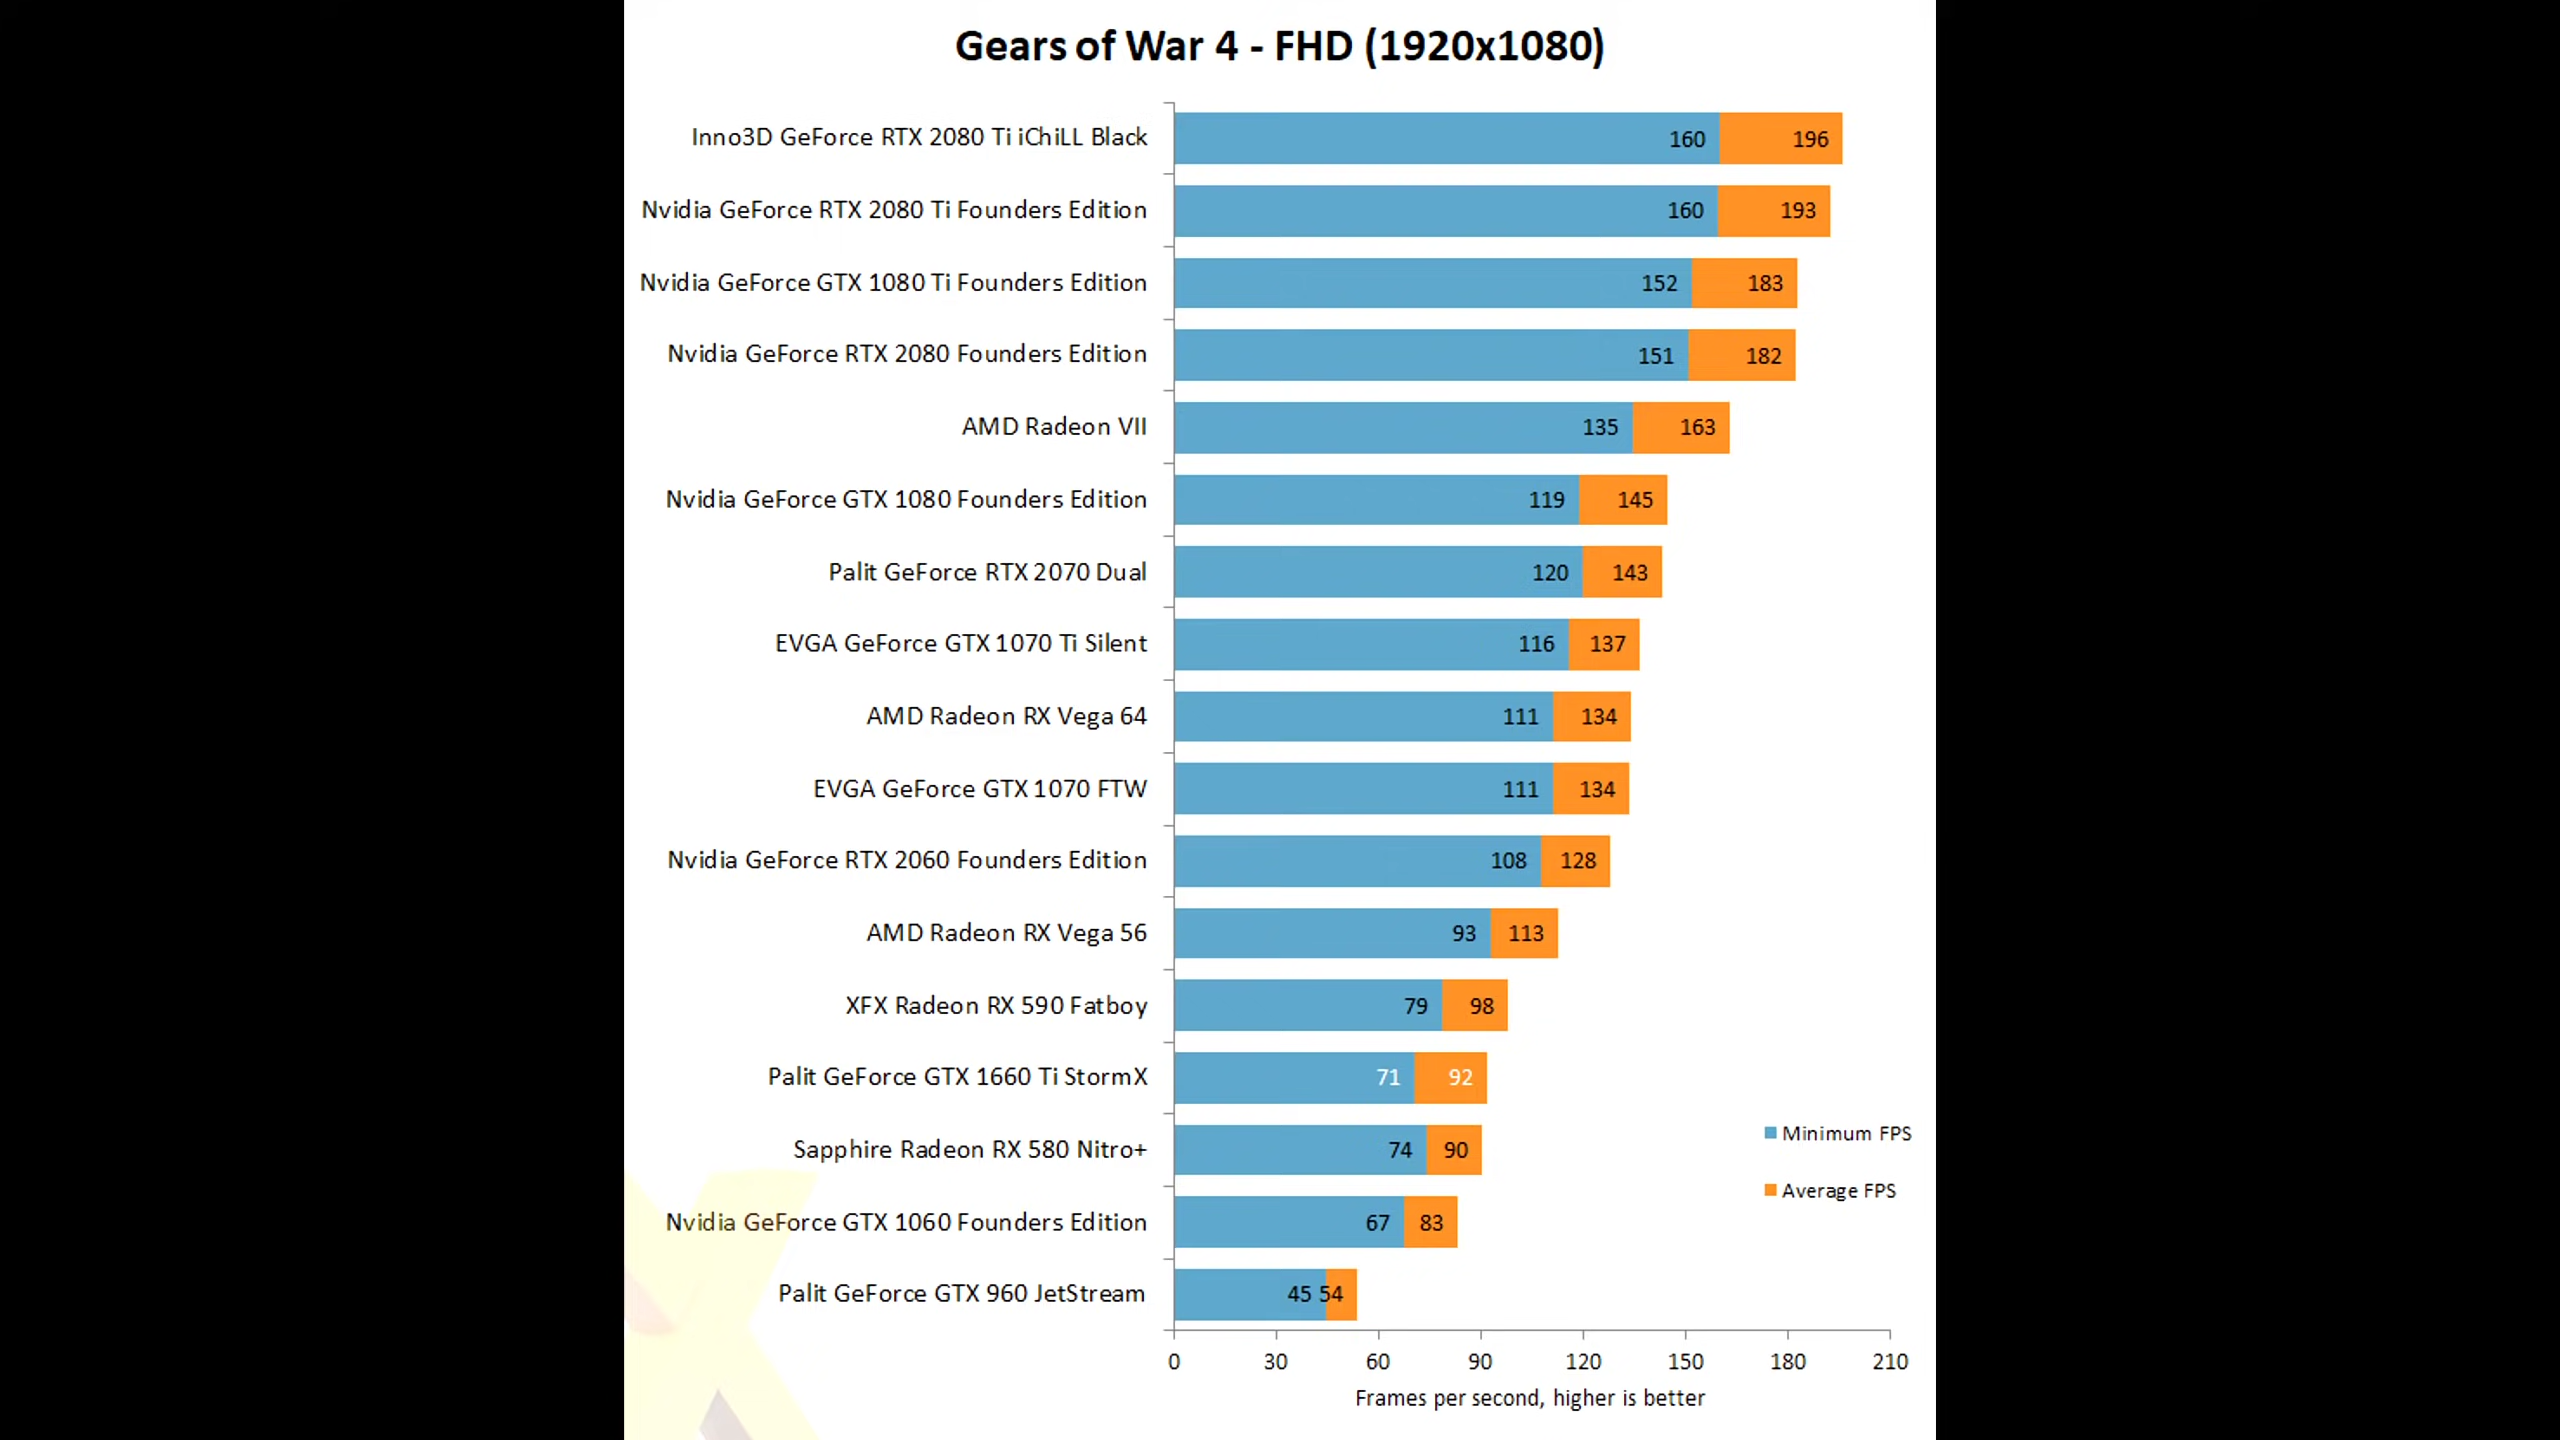 Gears of War 4 - FHD (1920x1080)
Inno3D GeForce RTX 2080 Ti iChiLL Black 160 196
Nvidia GeForce RTX 2080 Ti Founders Edition 160 193
Nvidia GeForce GTX 1080 Ti Founders Edition 152 183
Nvidia GeForce RTX 2080 Founders Edition 151 182
AMD Radeon VII 135 163
Nvidia GeForce GTX 1080 Founders Edition 119 145
Palit GeForce RTX 2070 Dual 120 143
EVGA GeForce GTX 1070 Ti Silent 116 137
AMD Radeon RX Vega 64 111 134
EVGA GeForce GTX 1070 FTW 111 134
Nvidia GeForce RTX 2060 Founders Edition 108 128
AMD Radeon RX Vega 56 93 113
XFX Radeon RX 590 Fatboy 79 98
Palit GeForce GTX 1660 Ti StormX 71 92
Minimum FPS
Sapphire Radeon RX 580 Nitro+ 74 90
Average FPS
Nvidia GeForce GTX 1060 Founders Edition 67 83
Palit GeForce GTX 960 JetStream 45 54
0 30 60 90 120 150 180 210
Frames per second, higher is better